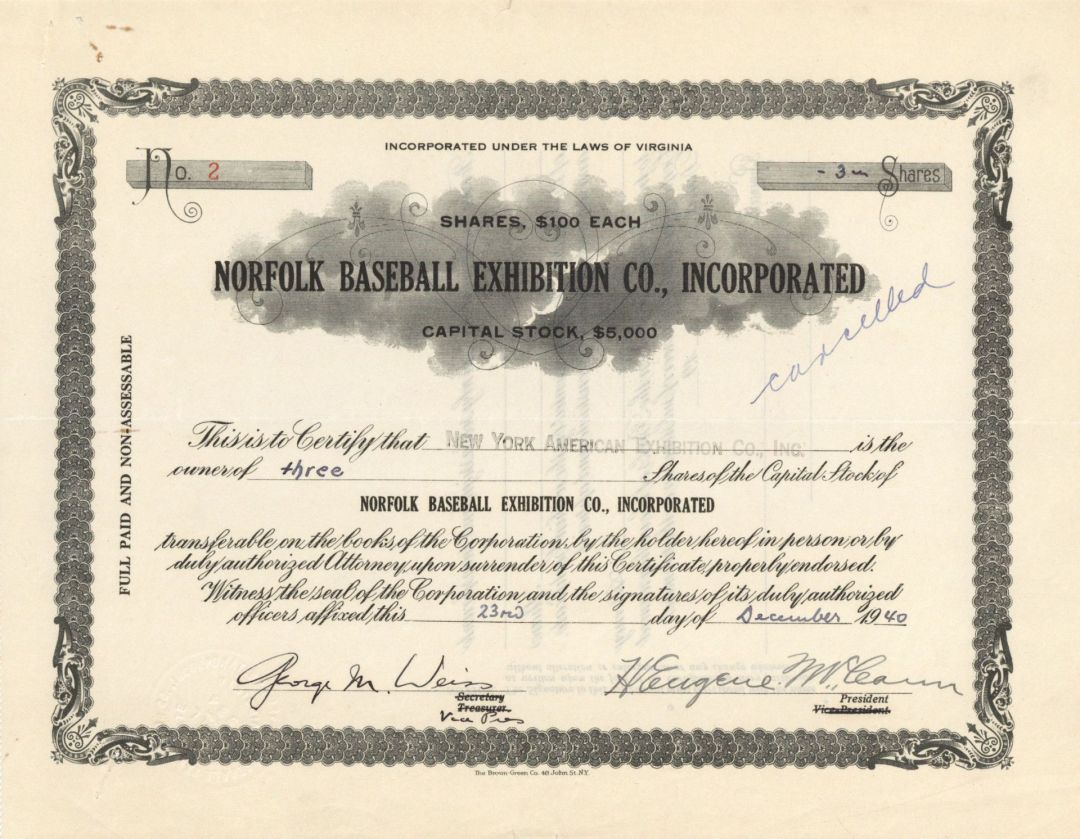 INCORPORATED UNDER THE LAWS OF VIRGINIA
No. 2
- 3 Shares
SHARES, $100 EACH
NORFOLK BASEBALL EXHIBITION CO., INCORPORATED
CAPITAL STOCK, $5,000
cancelled
FULL PAID AND NON-ASSESSABLE
This is to Certify that NEW YORK AMERICAN EXHIBITION CO., INC. is the
owner of three Shares of the Capital Stock of
NORFOLK BASEBALL EXHIBITION CO., INCORPORATED
transferable on the books of the Corporation by the holder hereof in person or by
duly authorized Attorney upon surrender of this Certificate properly endorsed.
Witness the seal of the Corporation and the signatures of its duly authorized
officers affixed this 23rd day of December 1940
George M. Weiss H Eugene McCann
Secretary President
Treasurer Vice-President.
Vice Pres
The Brown-Green Co. 48 John St. N.Y.